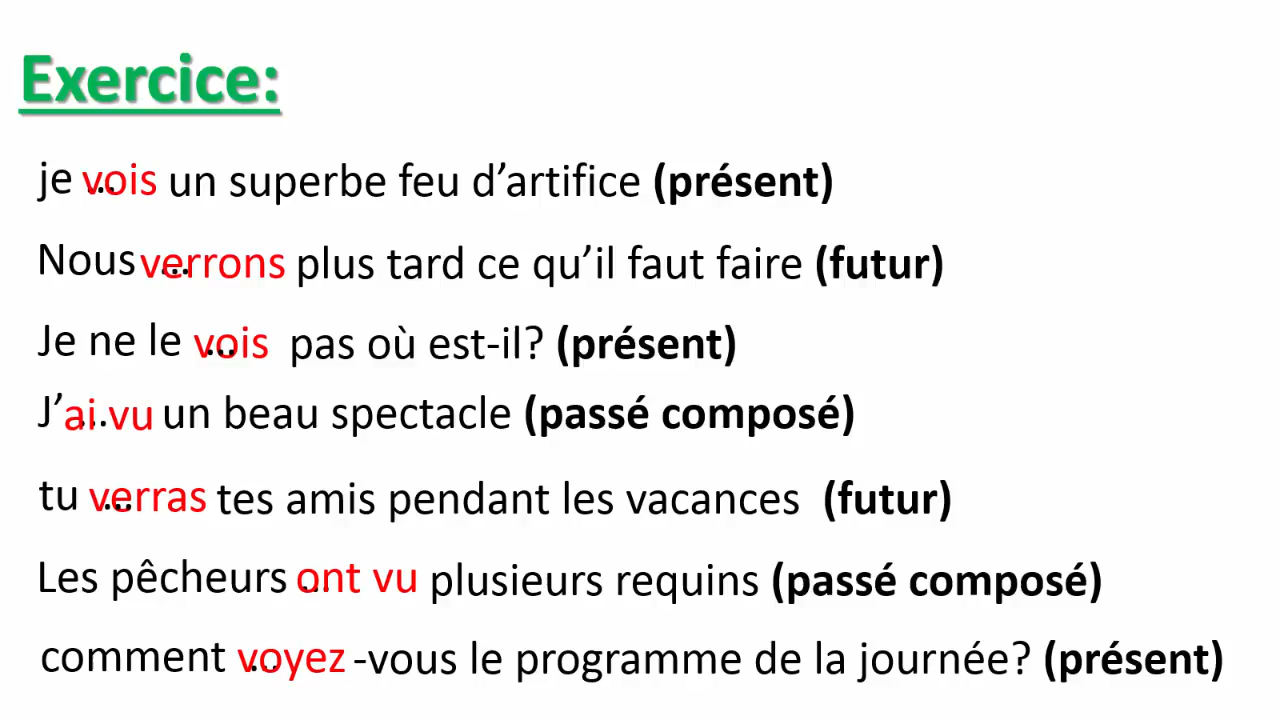 Exercice:
je vois un superbe feu d’artifice (présent)
Nous verrons plus tard ce qu’il faut faire (futur)
Je ne le vois pas où est-il? (présent)
J’ai vu un beau spectacle (passé composé)
tu verras tes amis pendant les vacances (futur)
Les pêcheurs ont vu plusieurs requins (passé composé)
comment voyez -vous le programme de la journée? (présent)